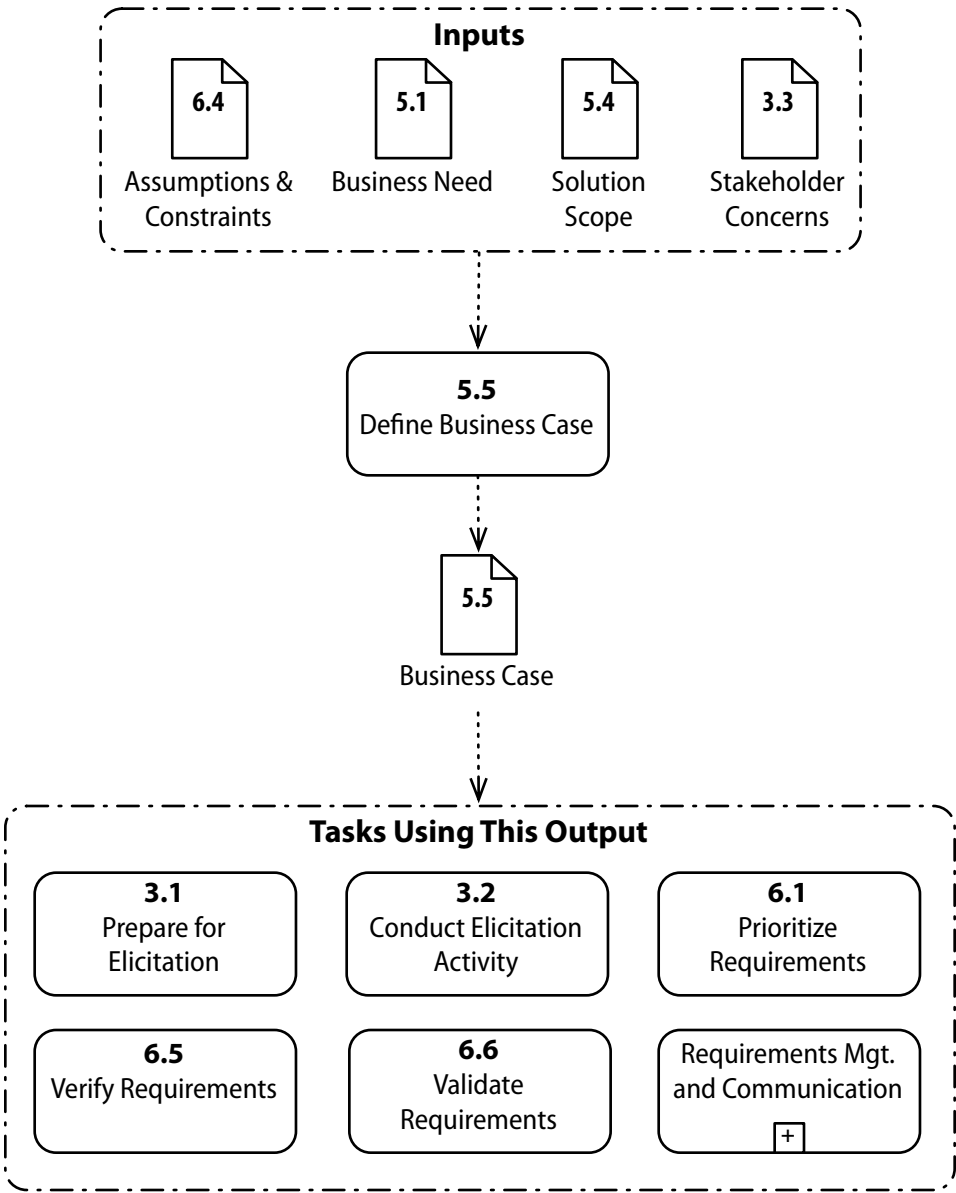 Inputs
6.4
5.1
5.4
3.3
Assumptions &
Constraints
Business Need
Solution
Scope
Stakeholder
Concerns
5.5
Define Business Case
5.5
Business Case
Tasks Using This Output
3.1
Prepare for
Elicitation
3.2
Conduct Elicitation
Activity
6.1
Prioritize
Requirements
6.5
Verify Requirements
6.6
Validate
Requirements
Requirements Mgt.
and Communication
+